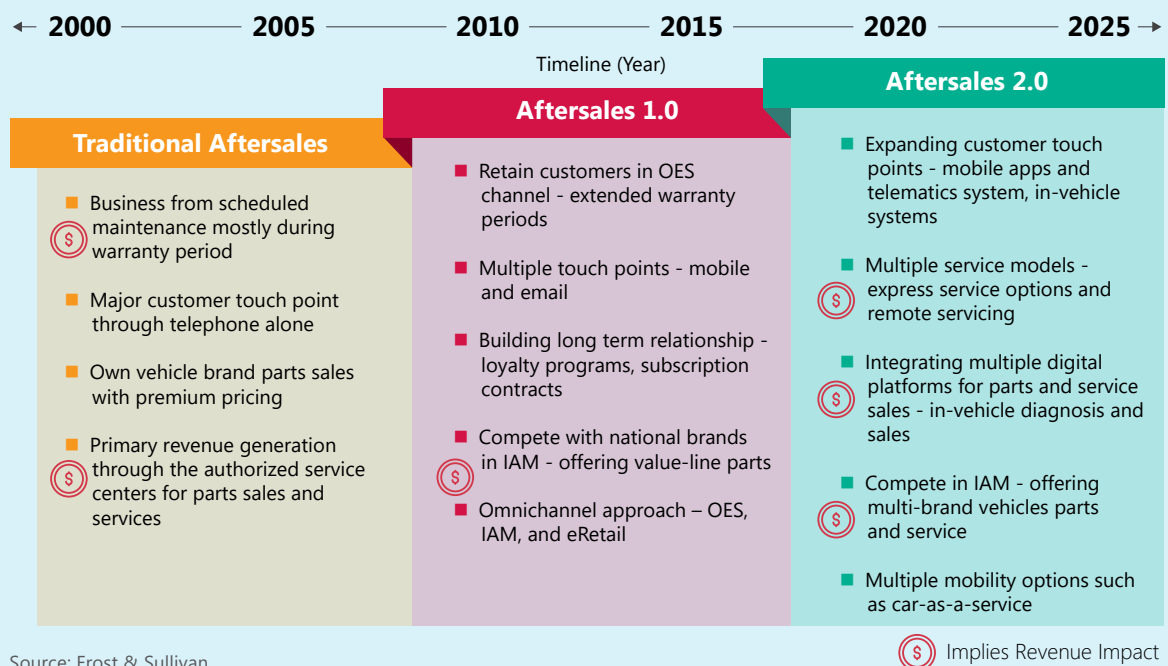 2000 2005 2010 2015 2020 2025
Timeline (Year)
Traditional Aftersales
Business from scheduled
maintenance mostly during
warranty period
Major customer touch point
through telephone alone
Own vehicle brand parts sales
with premium pricing
Primary revenue generation
through the authorized service
centers for parts sales and
services
Aftersales 1.0
Retain customers in OES
channel - extended warranty
periods
Multiple touch points - mobile
and email
Building long term relationship -
loyalty programs, subscription
contracts
Compete with national brands
in IAM - offering value-line parts
Omnichannel approach – OES,
IAM, and eRetail
Aftersales 2.0
Expanding customer touch
points - mobile apps and
telematics system, in-vehicle
systems
Multiple service models -
express service options and
remote servicing
Integrating multiple digital
platforms for parts and service
sales - in-vehicle diagnosis and
sales
Compete in IAM - offering
multi-brand vehicles parts
and service
Multiple mobility options such
as car-as-a-service
Source: Frost & Sullivan
$ Implies Revenue Impact